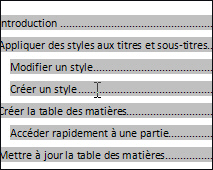 Introduction ..........................
Appliquer des styles aux titres et sous-titres..
Modifier un style..........................
Créer un style..........................
Créer la table des matières....................
Accéder rapidement à une partie............
Mettre à jour la table des matières............